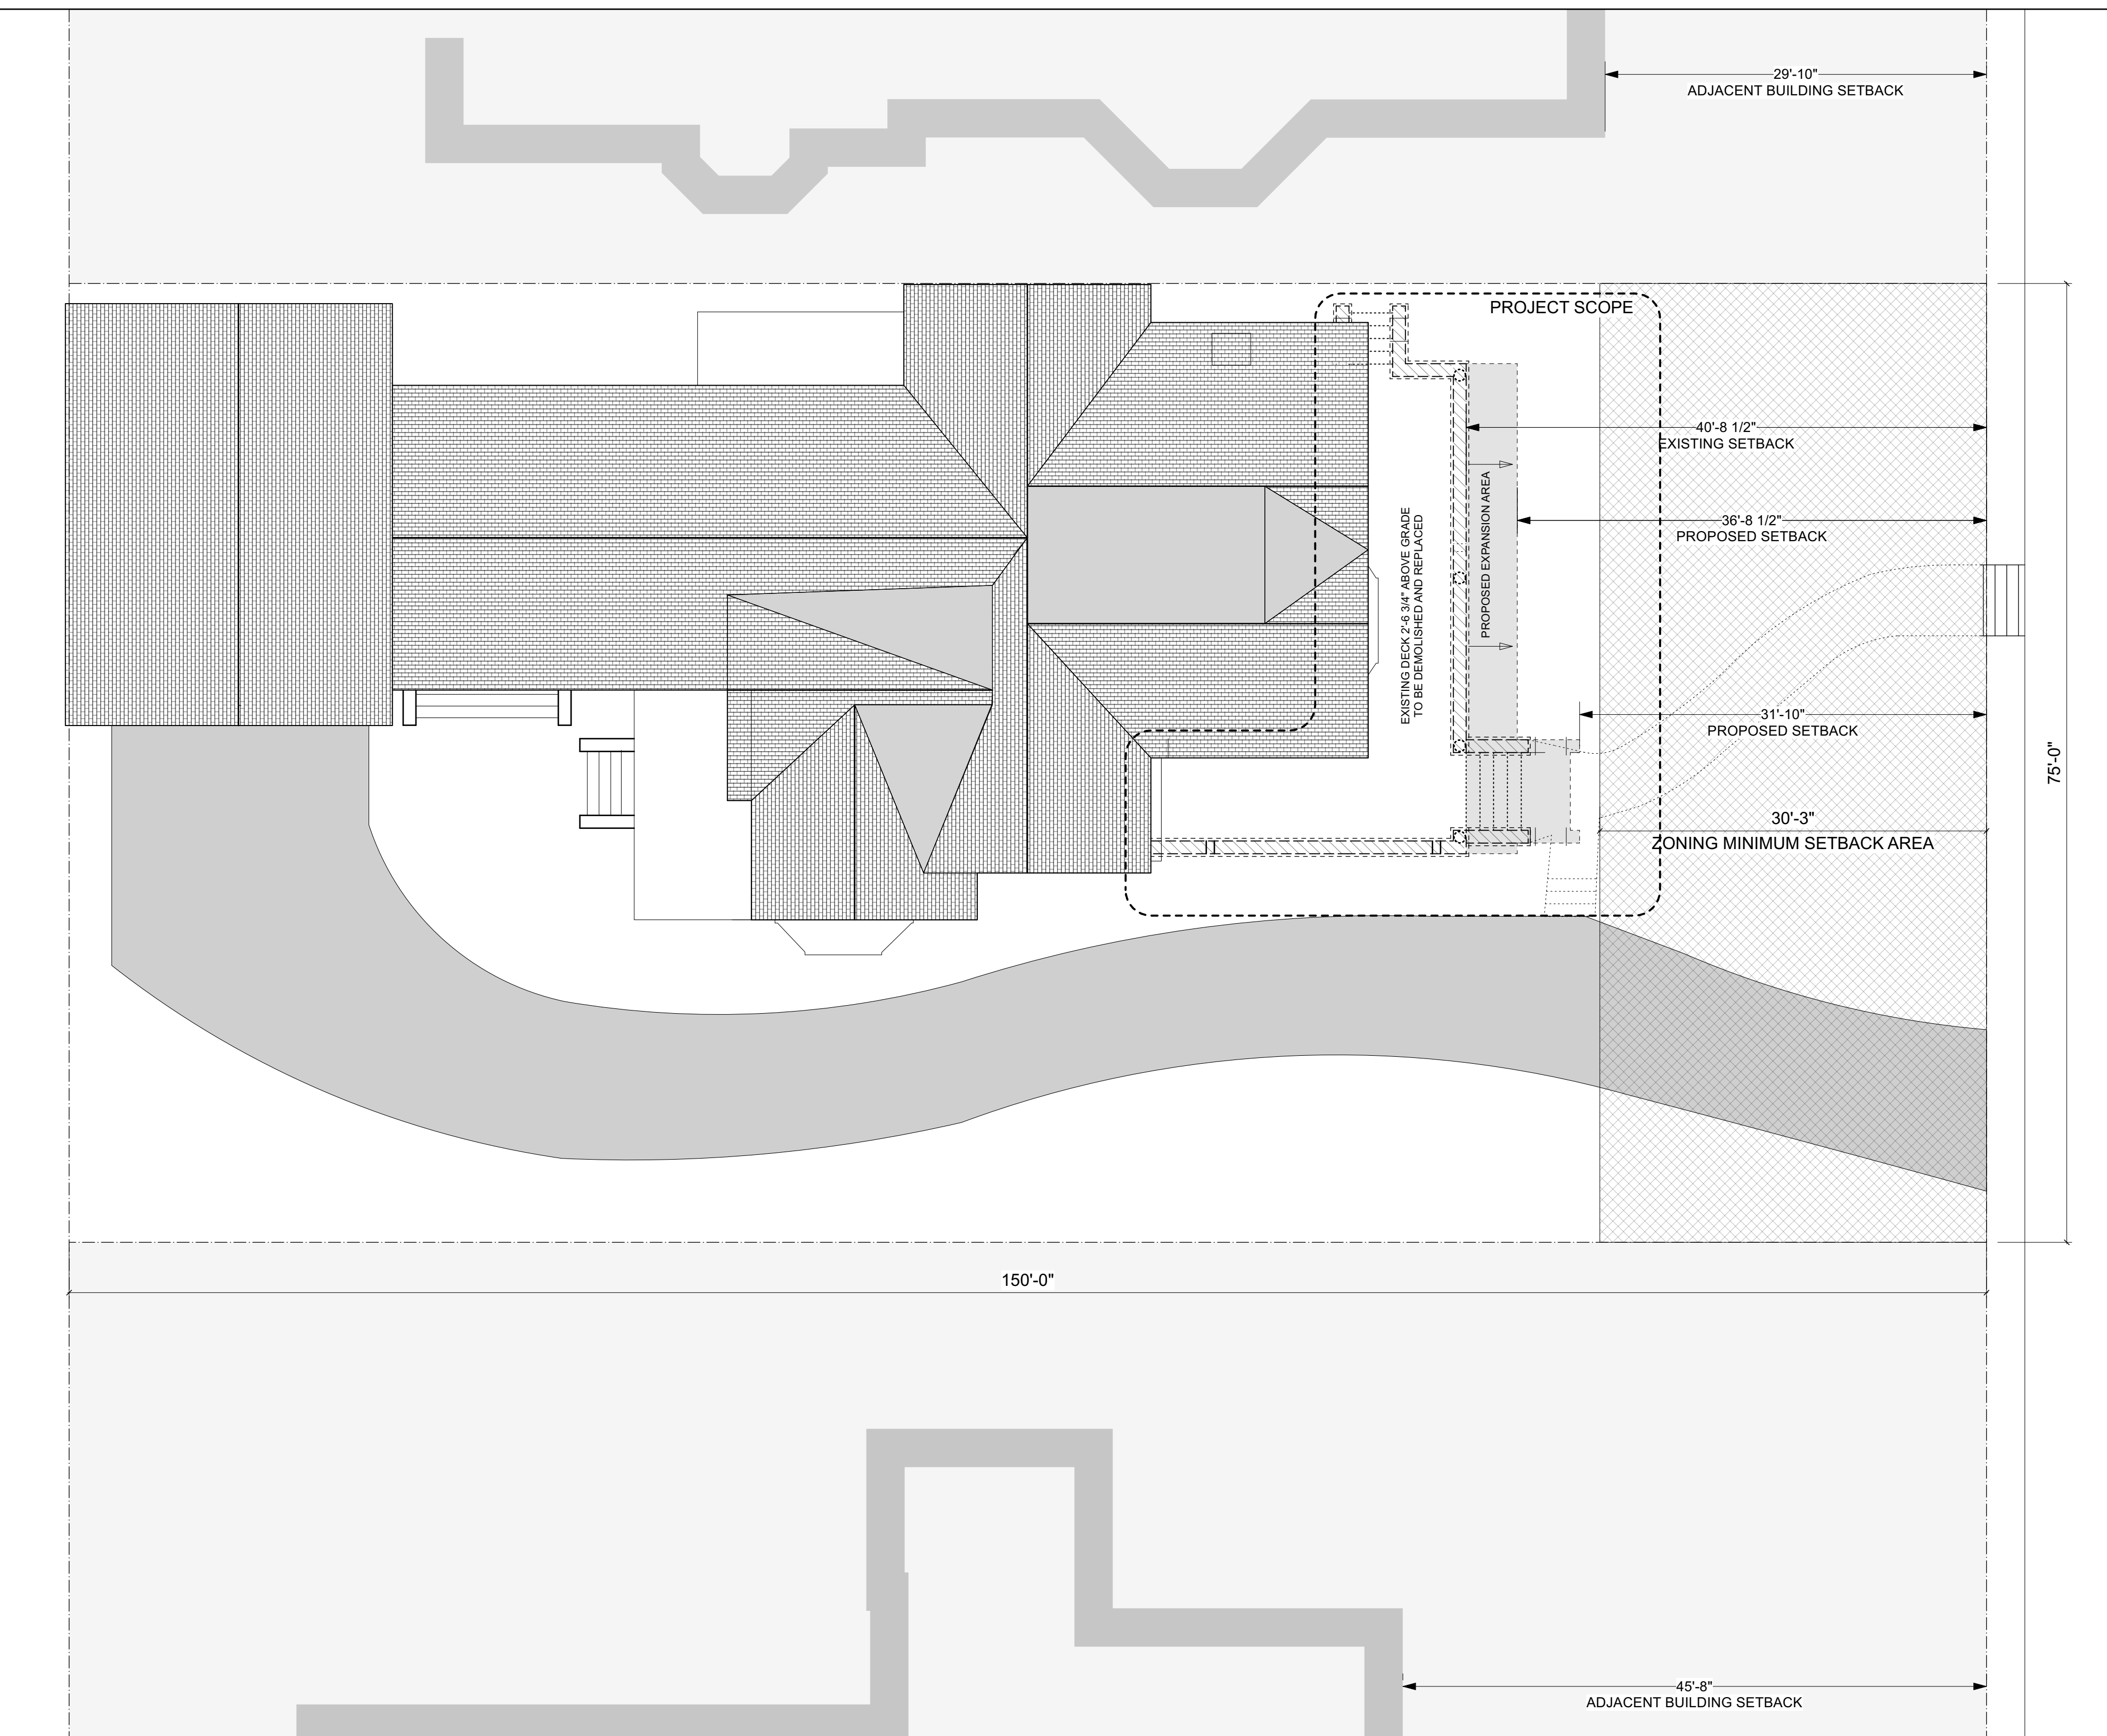 29'-10"
ADJACENT BUILDING SETBACK
PROJECT SCOPE
40'-8 1/2"
EXISTING SETBACK
EXISTING DECK 2'-6 3/4" ABOVE GRADE
TO BE DEMOLISHED AND REPLACED
PROPOSED EXPANSION AREA
36'-8 1/2"
PROPOSED SETBACK
31'-10"
PROPOSED SETBACK
75'-0"
30'-3"
ZONING MINIMUM SETBACK AREA
150'-0"
45'-8"
ADJACENT BUILDING SETBACK